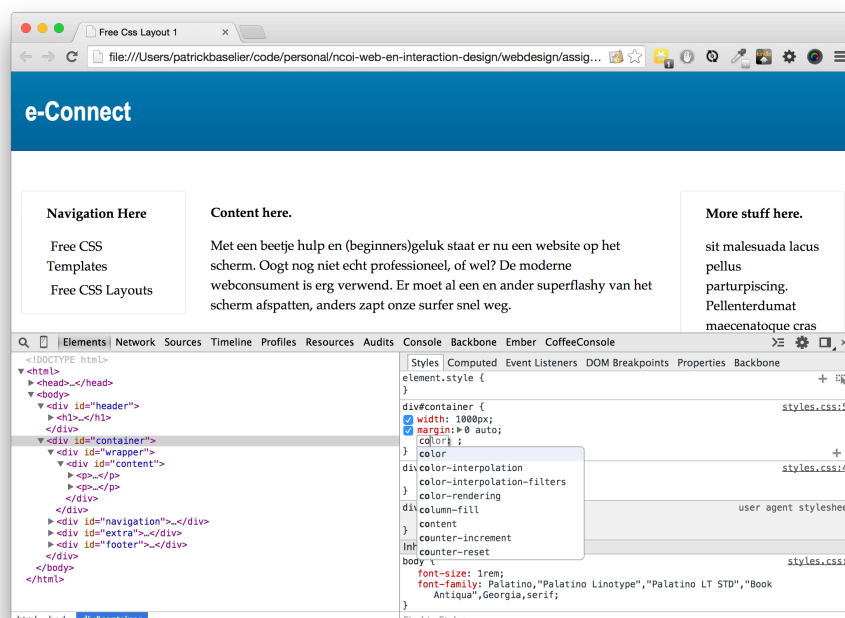 Free Css Layout 1
file:///Users/patrickbaselier/code/personal/ncoi-web-en-interaction-design/webdesign/assig...
1
e-Connect
Navigation Here
Free CSS
Templates
Free CSS Layouts
Content here.
Met een beetje hulp en (beginners)geluk staat er nu een website op het
scherm. Oogt nog niet echt professioneel, of wel? De moderne
webconsument is erg verwend. Er moet al een en ander superflashy van het
scherm afspatten, anders zapt onze surfer snel weg.
More stuff here.
sit malesuada lacus
pellus
parturpiscing.
Pellenterdumat
maecenatoque cras
Elements Network Sources Timeline Profiles Resources Audits Console Backbone Ember CoffeeConsole
<!DOCTYPE html>
<html>
<head>…</head>
<body>
<div id="header">
<h1>…</h1>
</div>
<div id="container">
<div id="wrapper">
<div id="content">
<p>…</p>
<p>…</p>
</div>
</div>
<div id="navigation">…</div>
<div id="extra">…</div>
<div id="footer">…</div>
</div>
</body>
</html>
Styles Computed Event Listeners DOM Breakpoints Properties Backbone
element.style {
}
div#container { styles.css:5
width: 1000px;
margin: 0 auto;
color: ;
}
color
color-interpolation
color-interpolation-filters
color-rendering
column-fill
content
counter-increment
counter-reset
div styles.css:4
}
div user agent styleshee
}
Inh
body { styles.css:
font-size: 1rem;
font-family: Palatino,"Palatino Linotype","Palatino LT STD","Book
Antiqua",Georgia,serif;
}